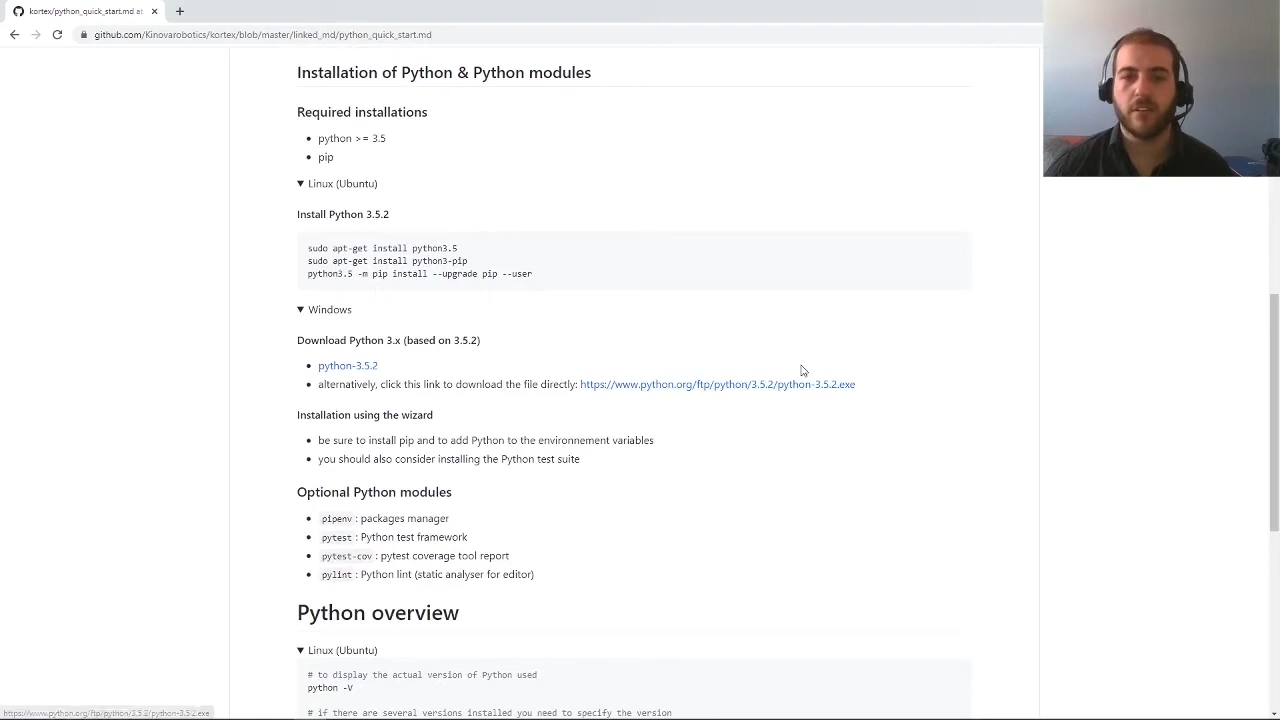 kortex/python_quick_start.md at
github.com/Kinovarobotics/kortex/blob/master/linked_md/python_quick_start.md
Installation of Python & Python modules
Required installations
python >= 3.5
pip
Linux (Ubuntu)
Install Python 3.5.2
sudo apt-get install python3.5
sudo apt-get install python3-pip
python3.5 -m pip install --upgrade pip --user
Windows
Download Python 3.x (based on 3.5.2)
python-3.5.2
alternatively, click this link to download the file directly: https://www.python.org/ftp/python/3.5.2/python-3.5.2.exe
Installation using the wizard
be sure to install pip and to add Python to the environnement variables
you should also consider installing the Python test suite
Optional Python modules
pipenv : packages manager
pytest : Python test framework
pytest-cov : pytest coverage tool report
pylint : Python lint (static analyser for editor)
Python overview
Linux (Ubuntu)
# to display the actual version of Python used
python -V
# if there are several versions installed you need to specify the version
https://www.python.org/ftp/python/3.5.2/python-3.5.2.exe